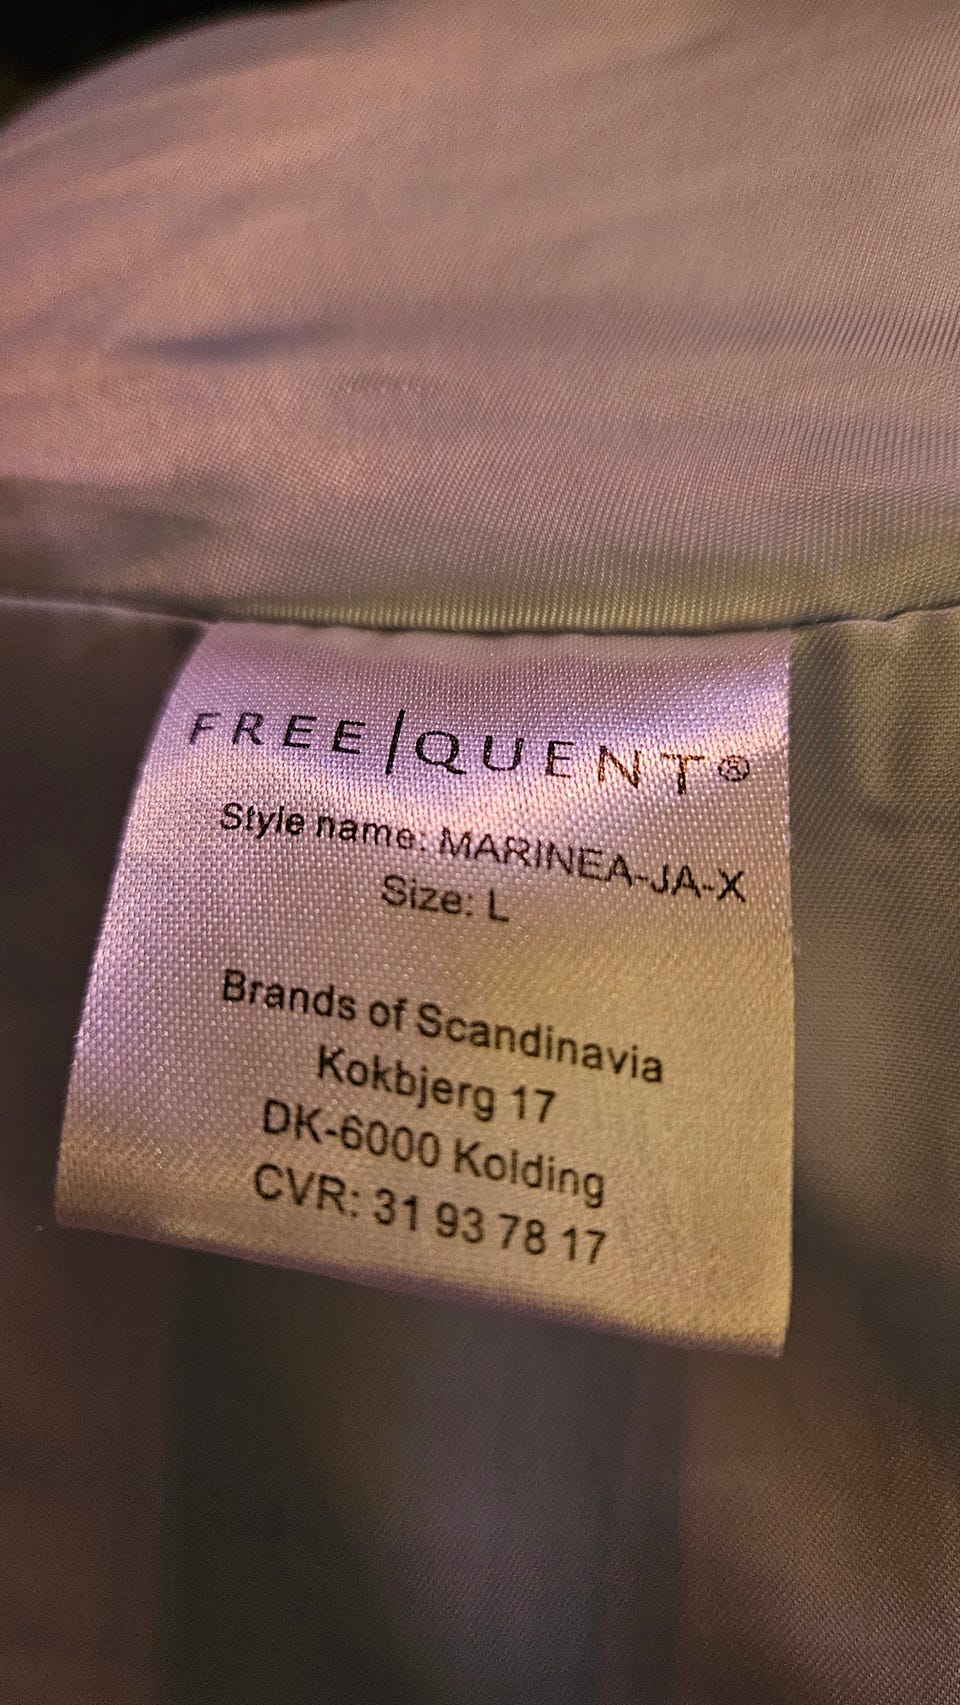 FREE|QUENT®
Style name: MARINEA-JA-X
Size: L
Brands of Scandinavia
Kokbjerg 17
DK-6000 Kolding
CVR: 31 93 78 17